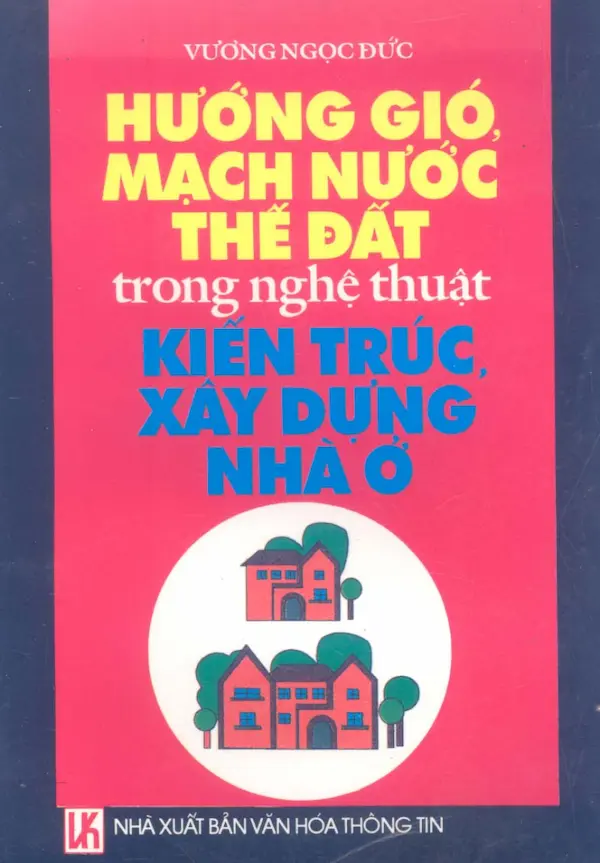 VƯƠNG NGỌC ĐỨC
HƯỚNG GIÓ,
MẠCH NƯỚC
THẾ ĐẤT
trong nghệ thuật
KIẾN TRÚC,
XÂY DỰNG
NHÀ Ở
VK NHÀ XUẤT BẢN VĂN HÓA THÔNG TIN